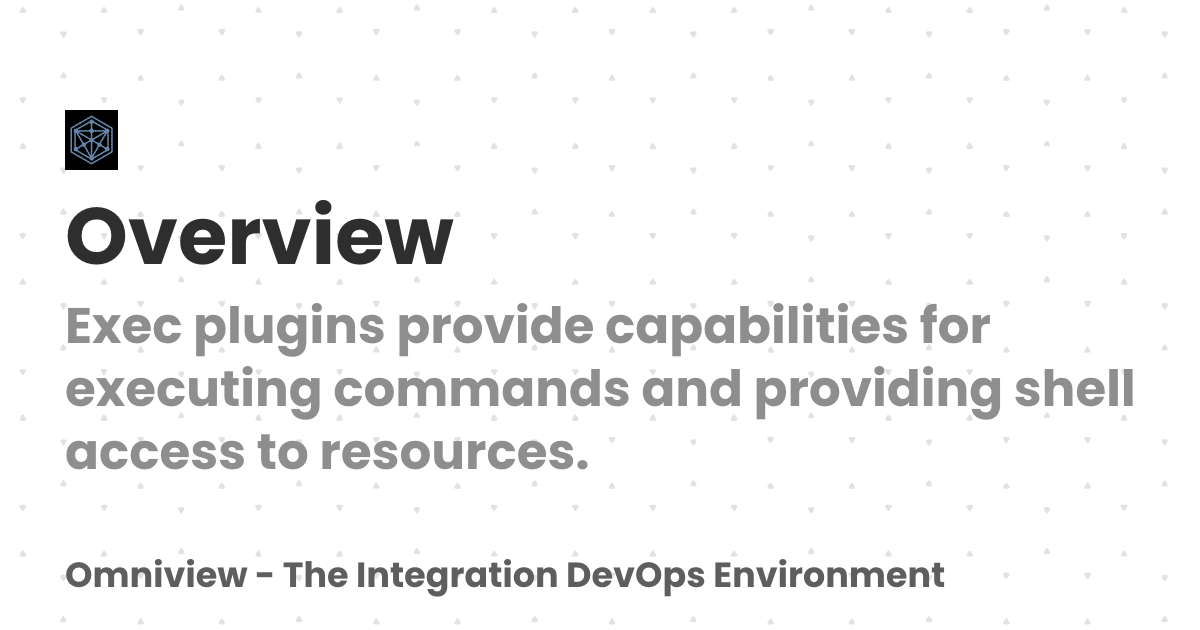 Overview
Exec plugins provide capabilities for
executing commands and providing shell
access to resources.
Omniview - The Integration DevOps Environment